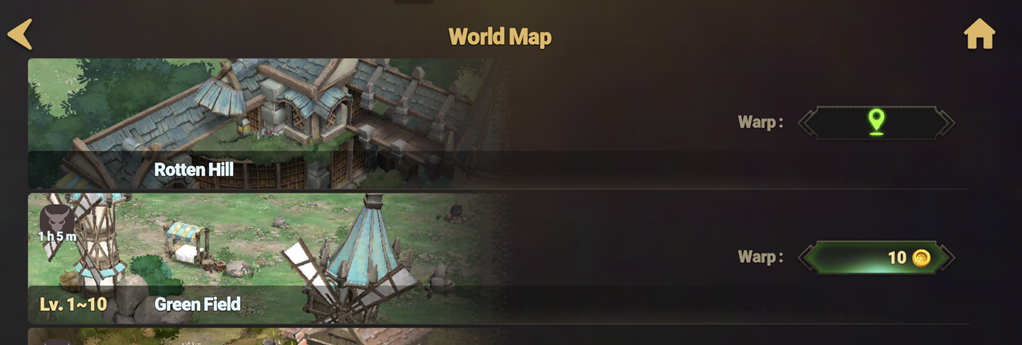 World Map
Warp :
Rotten Hill
1 h 5 m
Warp :
10
Lv. 1~10 Green Field